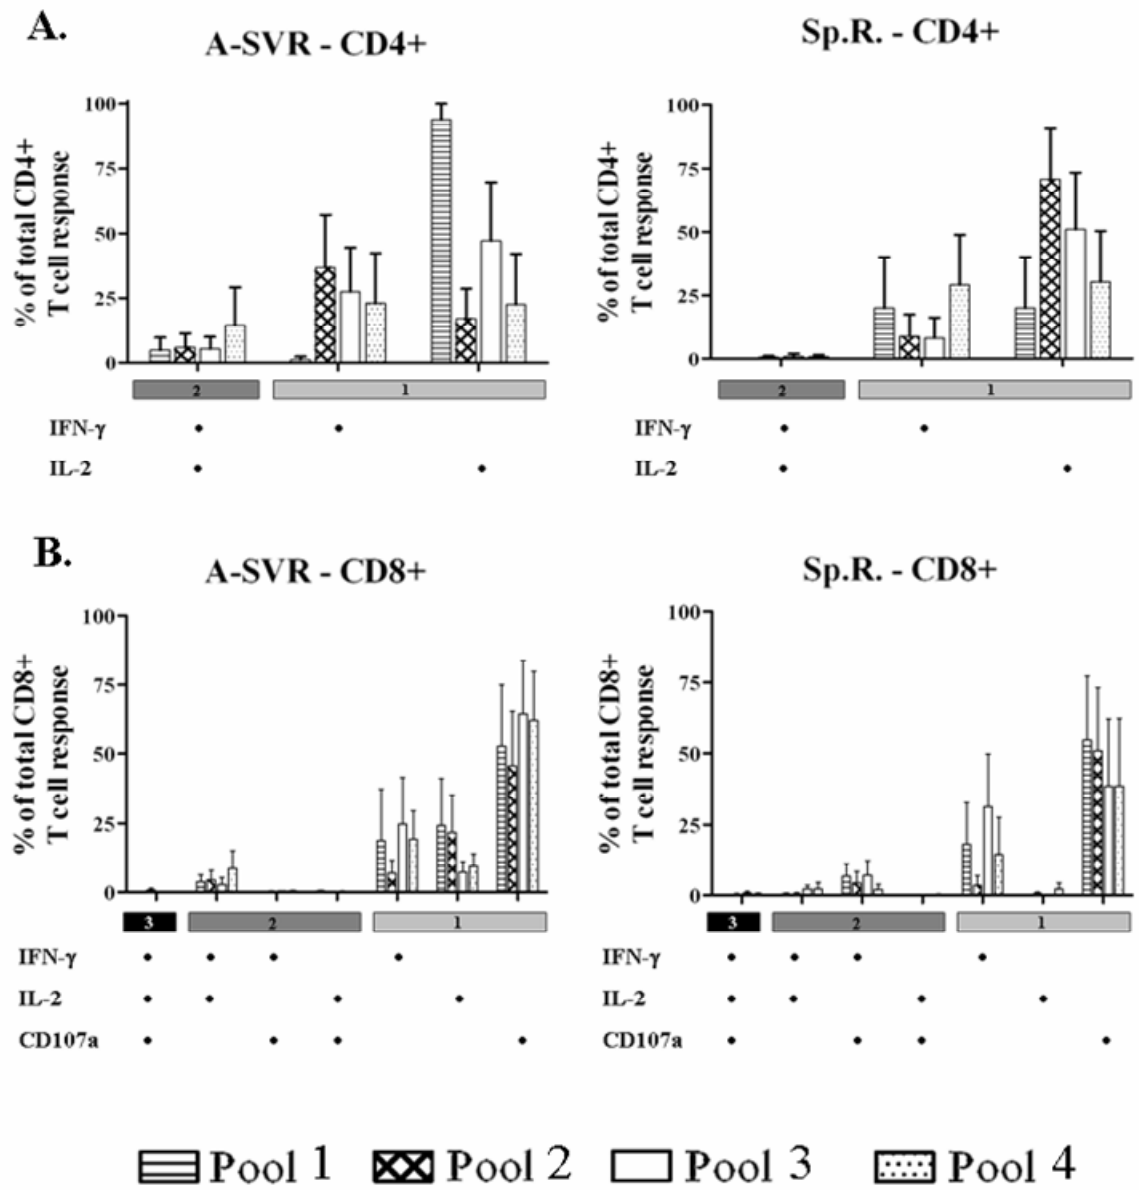 A.
A-SVR - CD4+
Sp.R. - CD4+
% of total CD4+
T cell response
100
75
50
25
0
2
1
IFN-γ
IL-2
% of total CD4+
T cell response
100
75
50
25
0
2
1
IFN-γ
IL-2
B.
A-SVR - CD8+
Sp.R. - CD8+
% of total CD8+
T cell response
100
75
50
25
0
3
2
1
IFN-γ
IL-2
CD107a
% of total CD8+
T cell response
100
75
50
25
0
3
2
1
IFN-γ
IL-2
CD107a
Pool 1 Pool 2 Pool 3 Pool 4